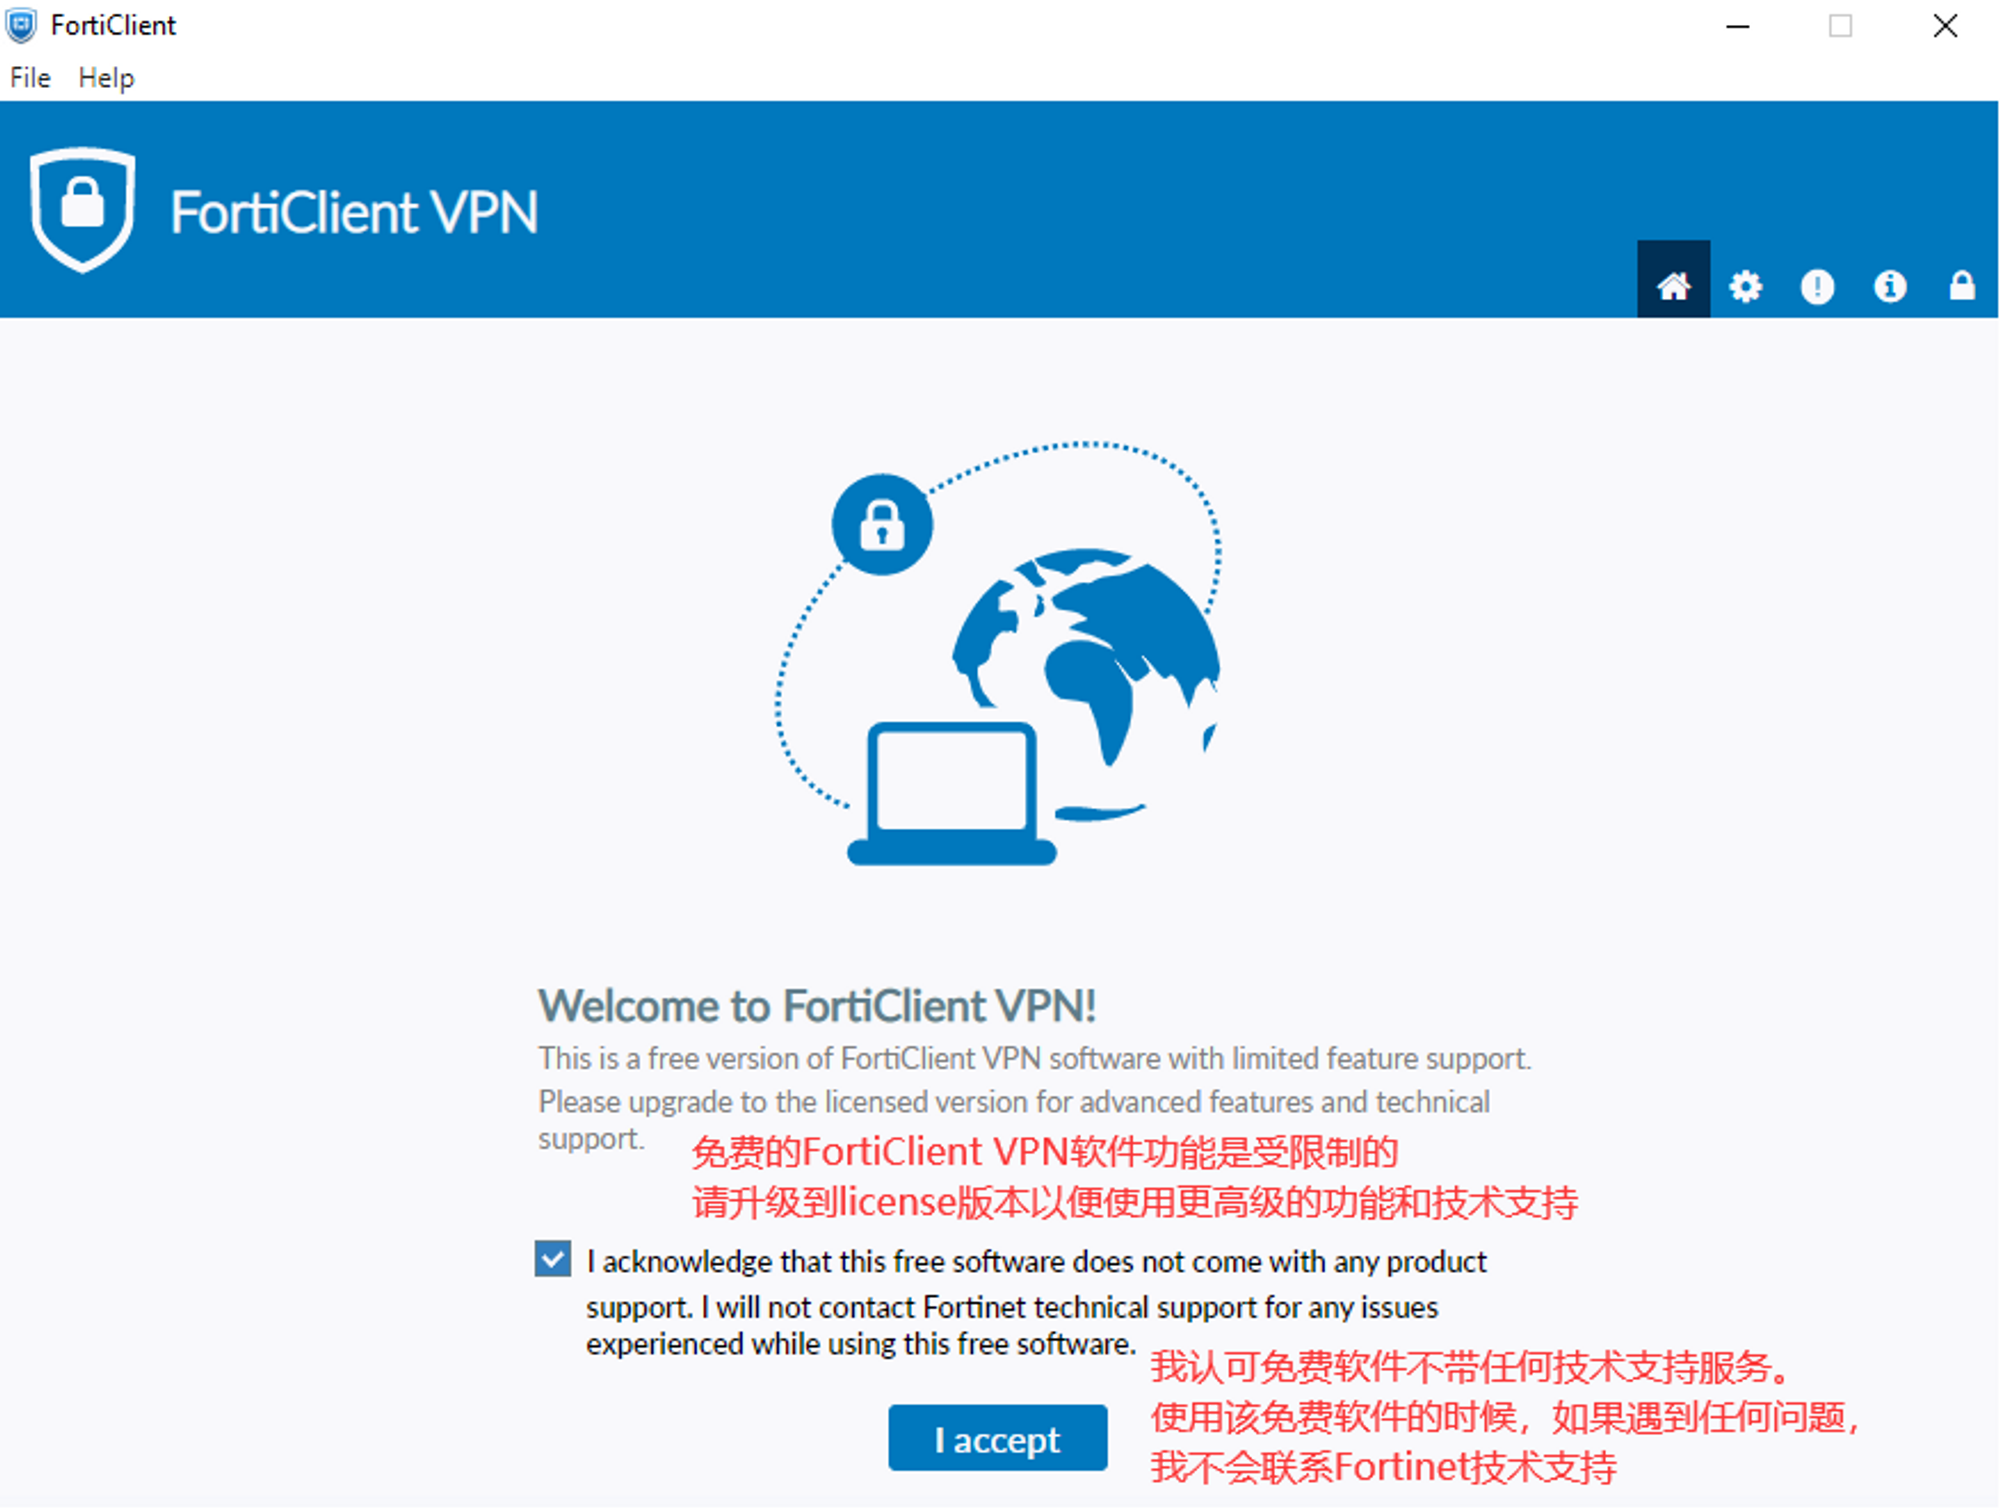 FortiClient
File Help
FortiClient VPN
Welcome to FortiClient VPN!
This is a free version of FortiClient VPN software with limited feature support.
Please upgrade to the licensed version for advanced features and technical
support.
免费的FortiClient VPN软件功能是受限制的
请升级到license版本以便使用更高级的功能和技术支持
I acknowledge that this free software does not come with any product
support. I will not contact Fortinet technical support for any issues
experienced while using this free software.
我认可免费软件不带任何技术支持服务。
使用该免费软件的时候，如果遇到任何问题，
我不会联系Fortinet技术支持
I accept